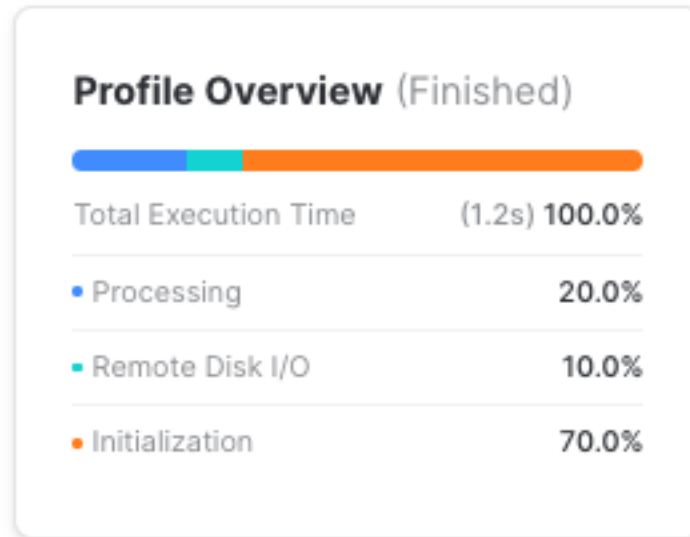 Profile Overview (Finished)
Total Execution Time (1.2s) 100.0%
Processing 20.0%
Remote Disk I/O 10.0%
Initialization 70.0%